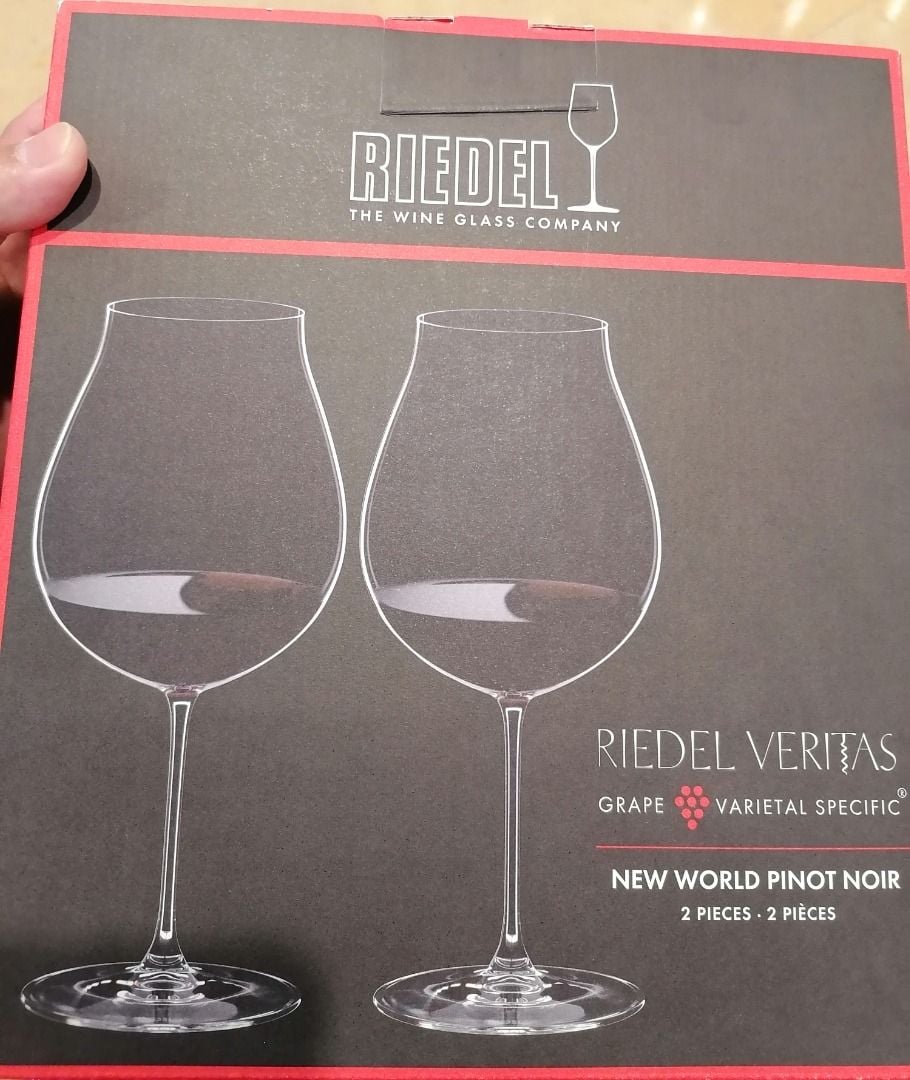 RIEDEL
THE WINE GLASS COMPANY
RIEDEL VERITAS
GRAPE VARIETAL SPECIFIC®
NEW WORLD PINOT NOIR
2 PIECES · 2 PIÈCES